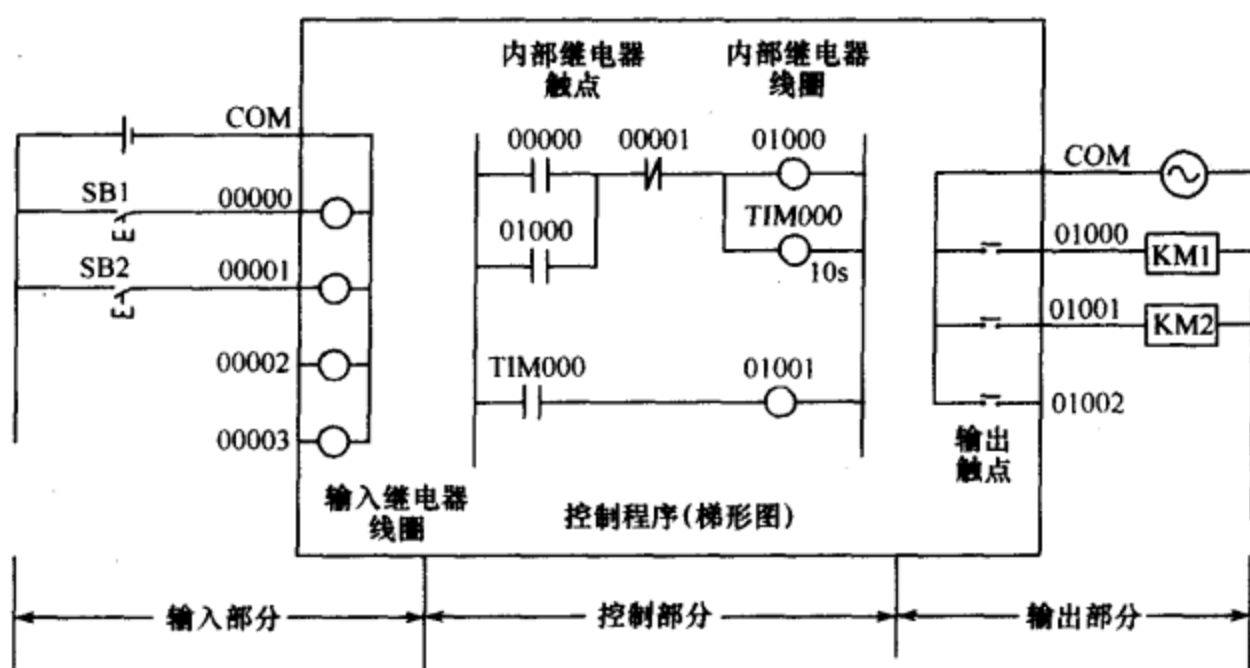 内部继电器
触点
内部继电器
线圈
COM
00000
00001
01000
COM
SB1
00000
01000
TIM000
01000
KM1
SB2
00001
10s
01001
KM2
00002
TIM000
01001
01002
00003
输出
触点
输入继电器
线圈
控制程序(梯形图)
输入部分
控制部分
输出部分